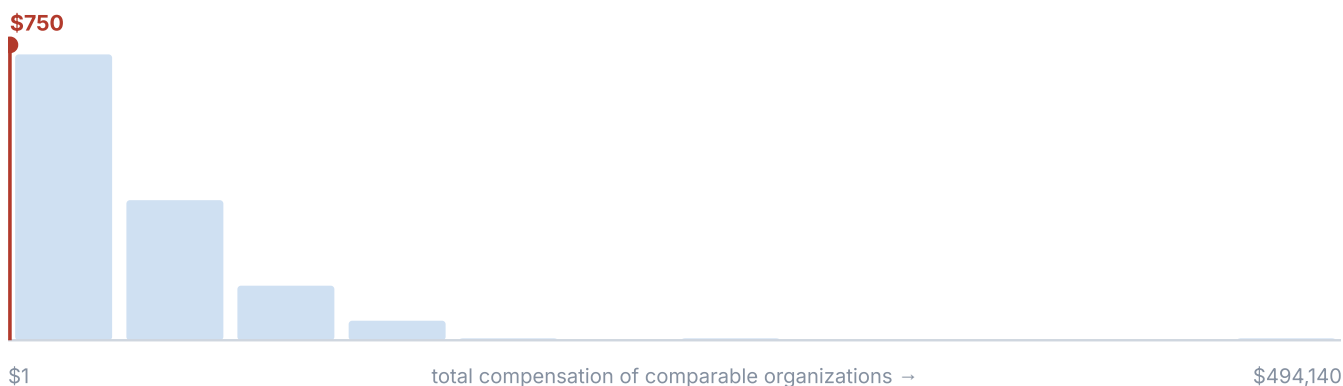 $750
$1
total compensation of comparable organizations →
$494,140